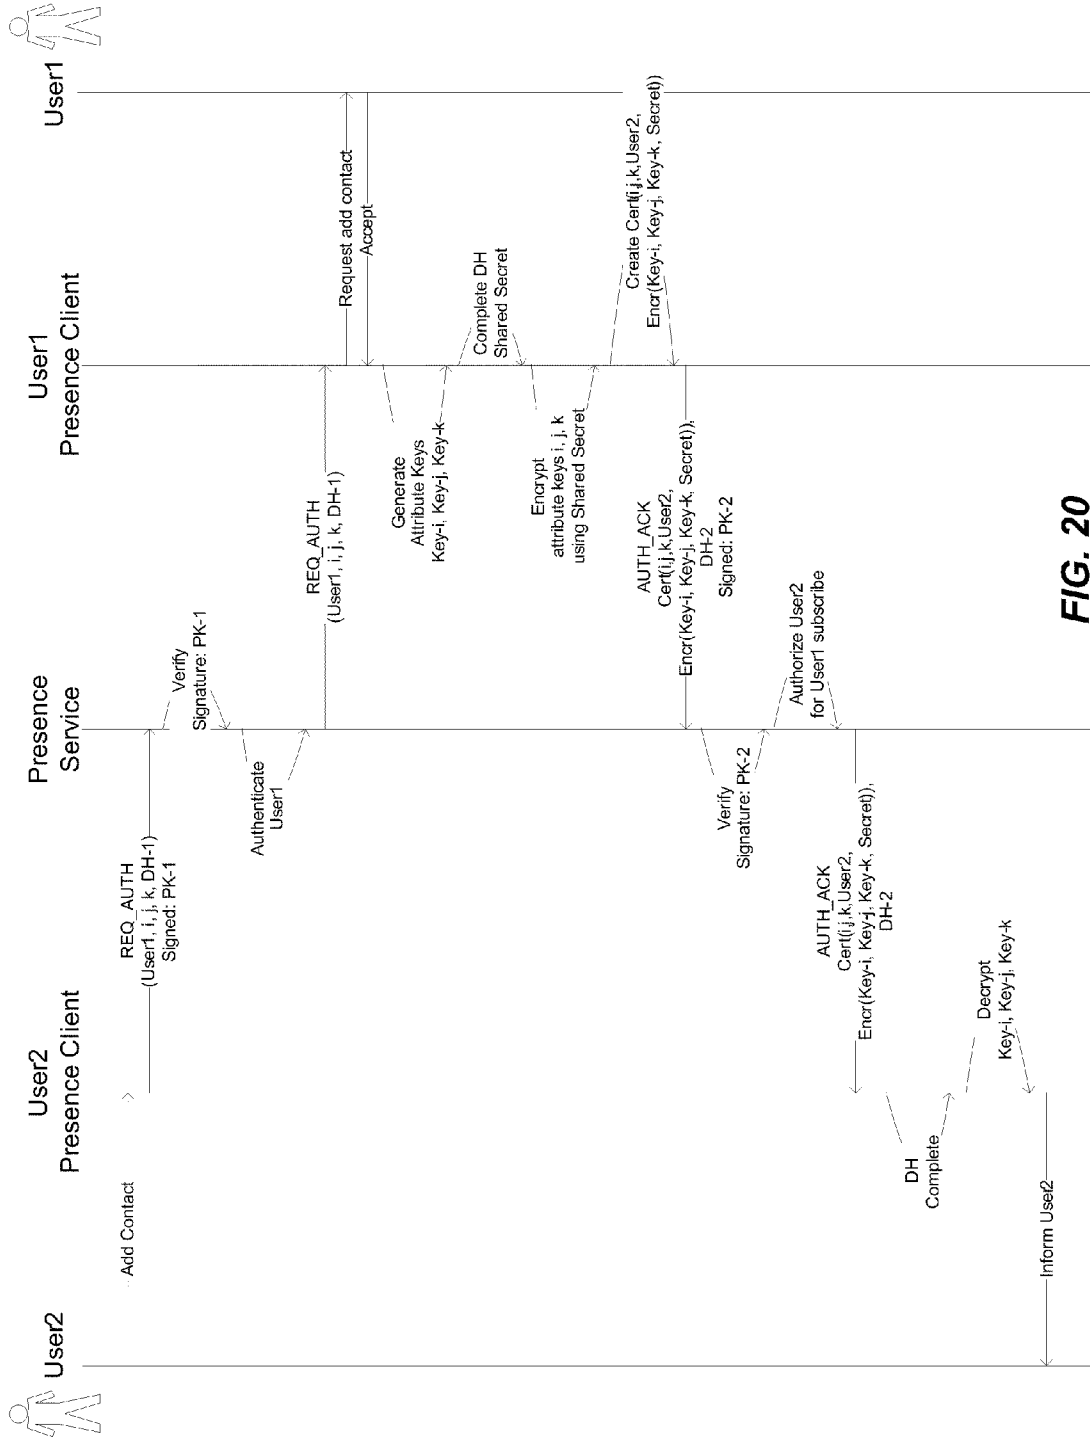 User2
User2
Presence Client
Presence
Service
User1
Presence Client
User1
Add Contact
REQ_AUTH
(User1, i, j, k, DH-1)
Signed: PK-1
Verify
Signature: PK-1
Authenticate
User1
REQ_AUTH
(User1, i, j, k, DH-1)
Request add contact
Accept
Generate
Attribute Keys
Key-i, Key-j, Key-k
Complete DH
Shared Secret
Encrypt
attribute keys i, j, k
using Shared Secret
Create Cert(i,j,k,User2,
Encr(Key-i, Key-j, Key-k, Secret))
AUTH_ACK
Cert(i,j,k,User2,
Encr(Key-i, Key-j, Key-k, Secret)),
DH-2
Signed: PK-2
Verify
Signature: PK-2
Authorize User2
for User1 subscribe
AUTH_ACK
Cert(i,j,k,User2,
Encr(Key-i, Key-j, Key-k, Secret)),
DH-2
DH
Complete
Decrypt
Key-i, Key-j, Key-k
Inform User2
FIG. 20